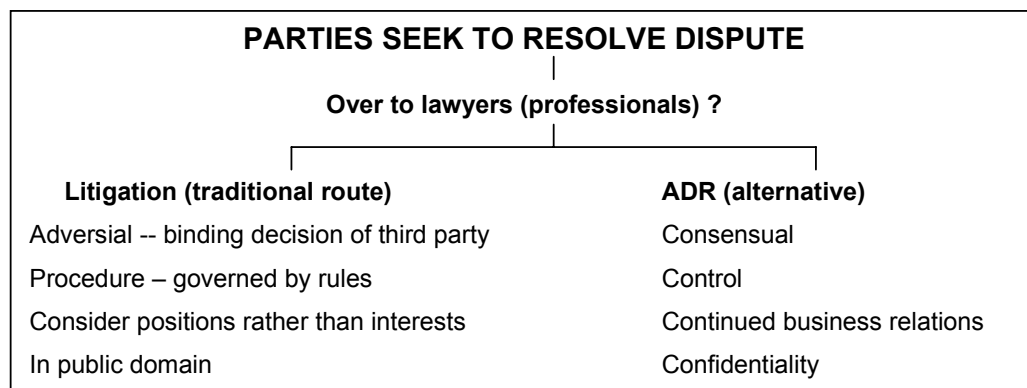 PARTIES SEEK TO RESOLVE DISPUTE
Over to lawyers (professionals) ?
Litigation (traditional route)
Adversial -- binding decision of third party
Procedure – governed by rules
Consider positions rather than interests
In public domain
ADR (alternative)
Consensual
Control
Continued business relations
Confidentiality